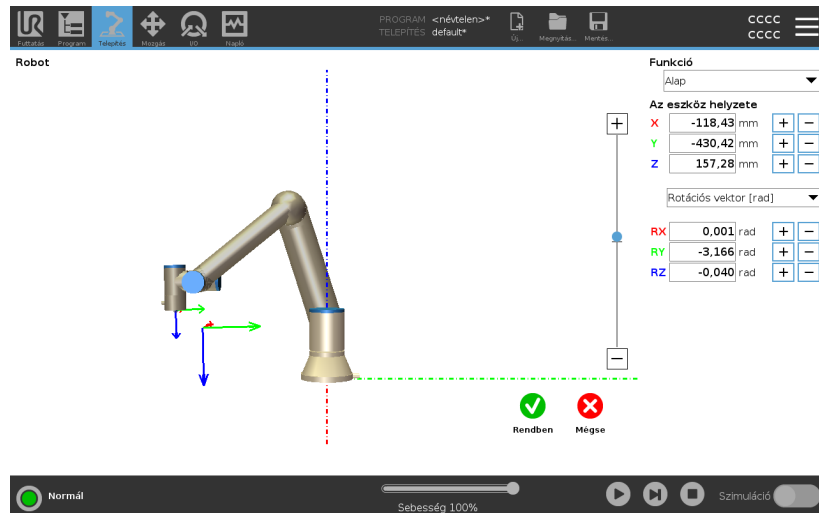 UR
PROGRAM <névtelen>*
TELEPÍTÉS default*
cccc
cccc
Futtatás Program Telepítés Mozgás I/O Napló
Új... Megnyitás... Mentés...
Robot
Funkció
Alap
Az eszköz helyzete
X -118,43 mm + −
Y -430,42 mm + −
Z 157,28 mm + −
Rotációs vektor [rad]
RX 0,001 rad + −
RY -3,166 rad + −
RZ -0,040 rad + −
+
−
Rendben Mégse
Normál
Sebesség 100%
Szimuláció